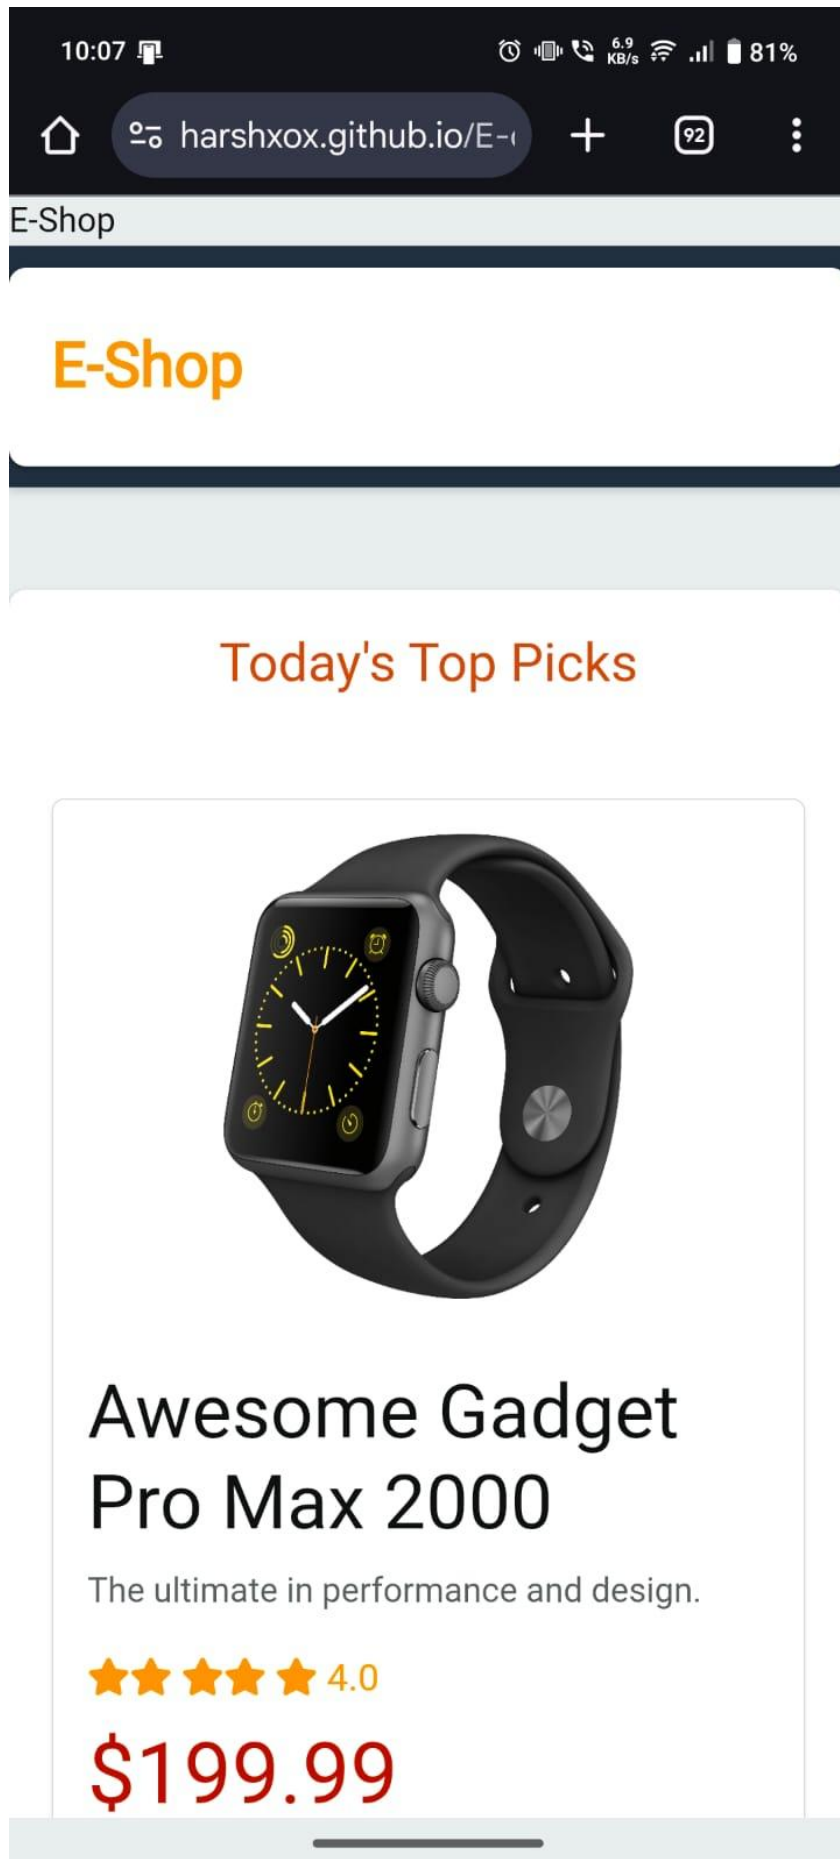 10:07
6.9
KB/s
81%
harshxox.github.io/E-
92
E-Shop
E-Shop
Today's Top Picks
Awesome Gadget
Pro Max 2000
The ultimate in performance and design.
4.0
$199.99